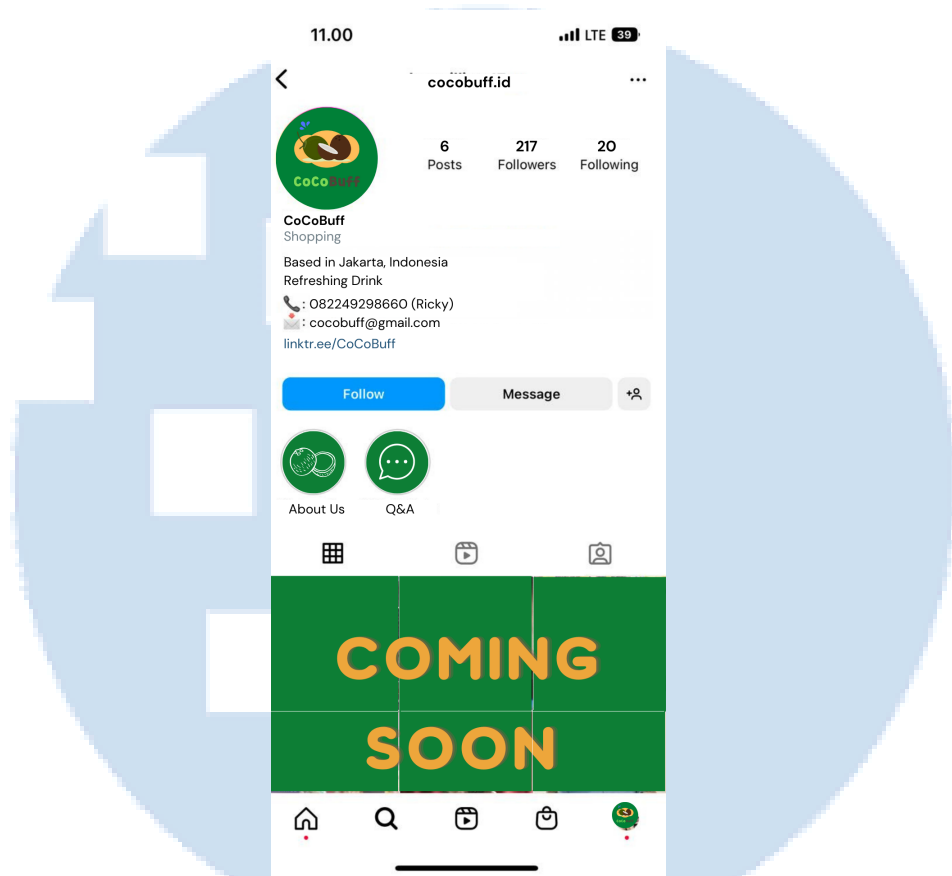 11.00
LTE 39
cocobuff.id
CoCoBuff
6
Posts
217
Followers
20
Following
CoCoBuff
Shopping
Based in Jakarta, Indonesia
Refreshing Drink
: 082249298660 (Ricky)
: cocobuff@gmail.com
linktr.ee/CoCoBuff
Follow
Message
About Us
Q&A
COMING
SOON